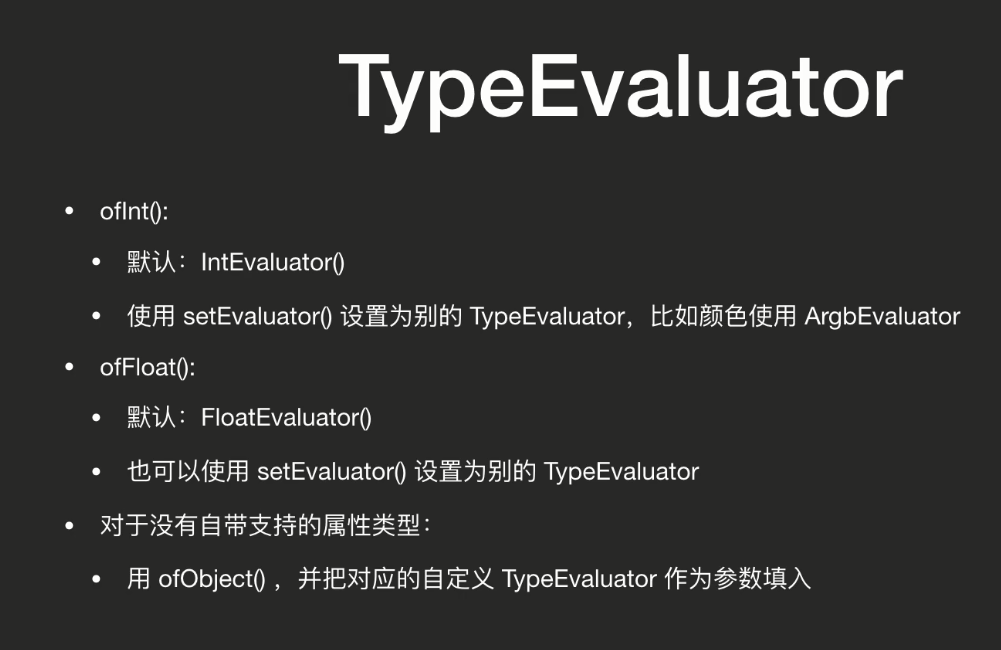 TypeEvaluator
• ofInt():
• 默认：IntEvaluator()
• 使用 setEvaluator() 设置为别的 TypeEvaluator，比如颜色使用 ArgbEvaluator
• ofFloat():
• 默认：FloatEvaluator()
• 也可以使用 setEvaluator() 设置为别的 TypeEvaluator
• 对于没有自带支持的属性类型：
• 用 ofObject() ，并把对应的自定义 TypeEvaluator 作为参数填入